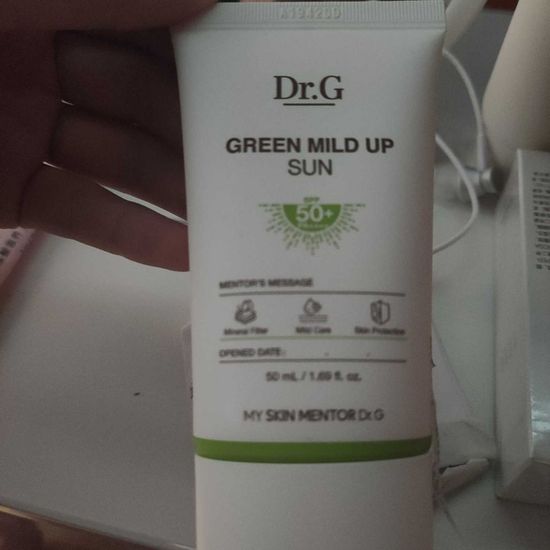 Dr.G
GREEN MILD UP
SUN
SPF
50+
MENTOR'S MESSAGE
Mineral Filter
Mild Care
Skin Protection
OPENED DATE:
50 mL / 1.69 fl. oz.
MY SKIN MENTOR Dr.G